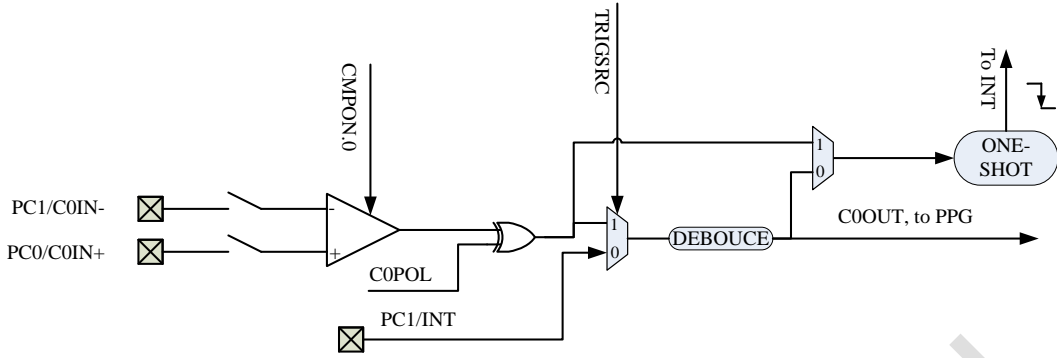 TRIGSRC
To INT
CMPON.0
1
0
ONE-
SHOT
PC1/C0IN-
-
1
C0OUT, to PPG
PC0/C0IN+
+
0
DEBOUCE
C0POL
PC1/INT